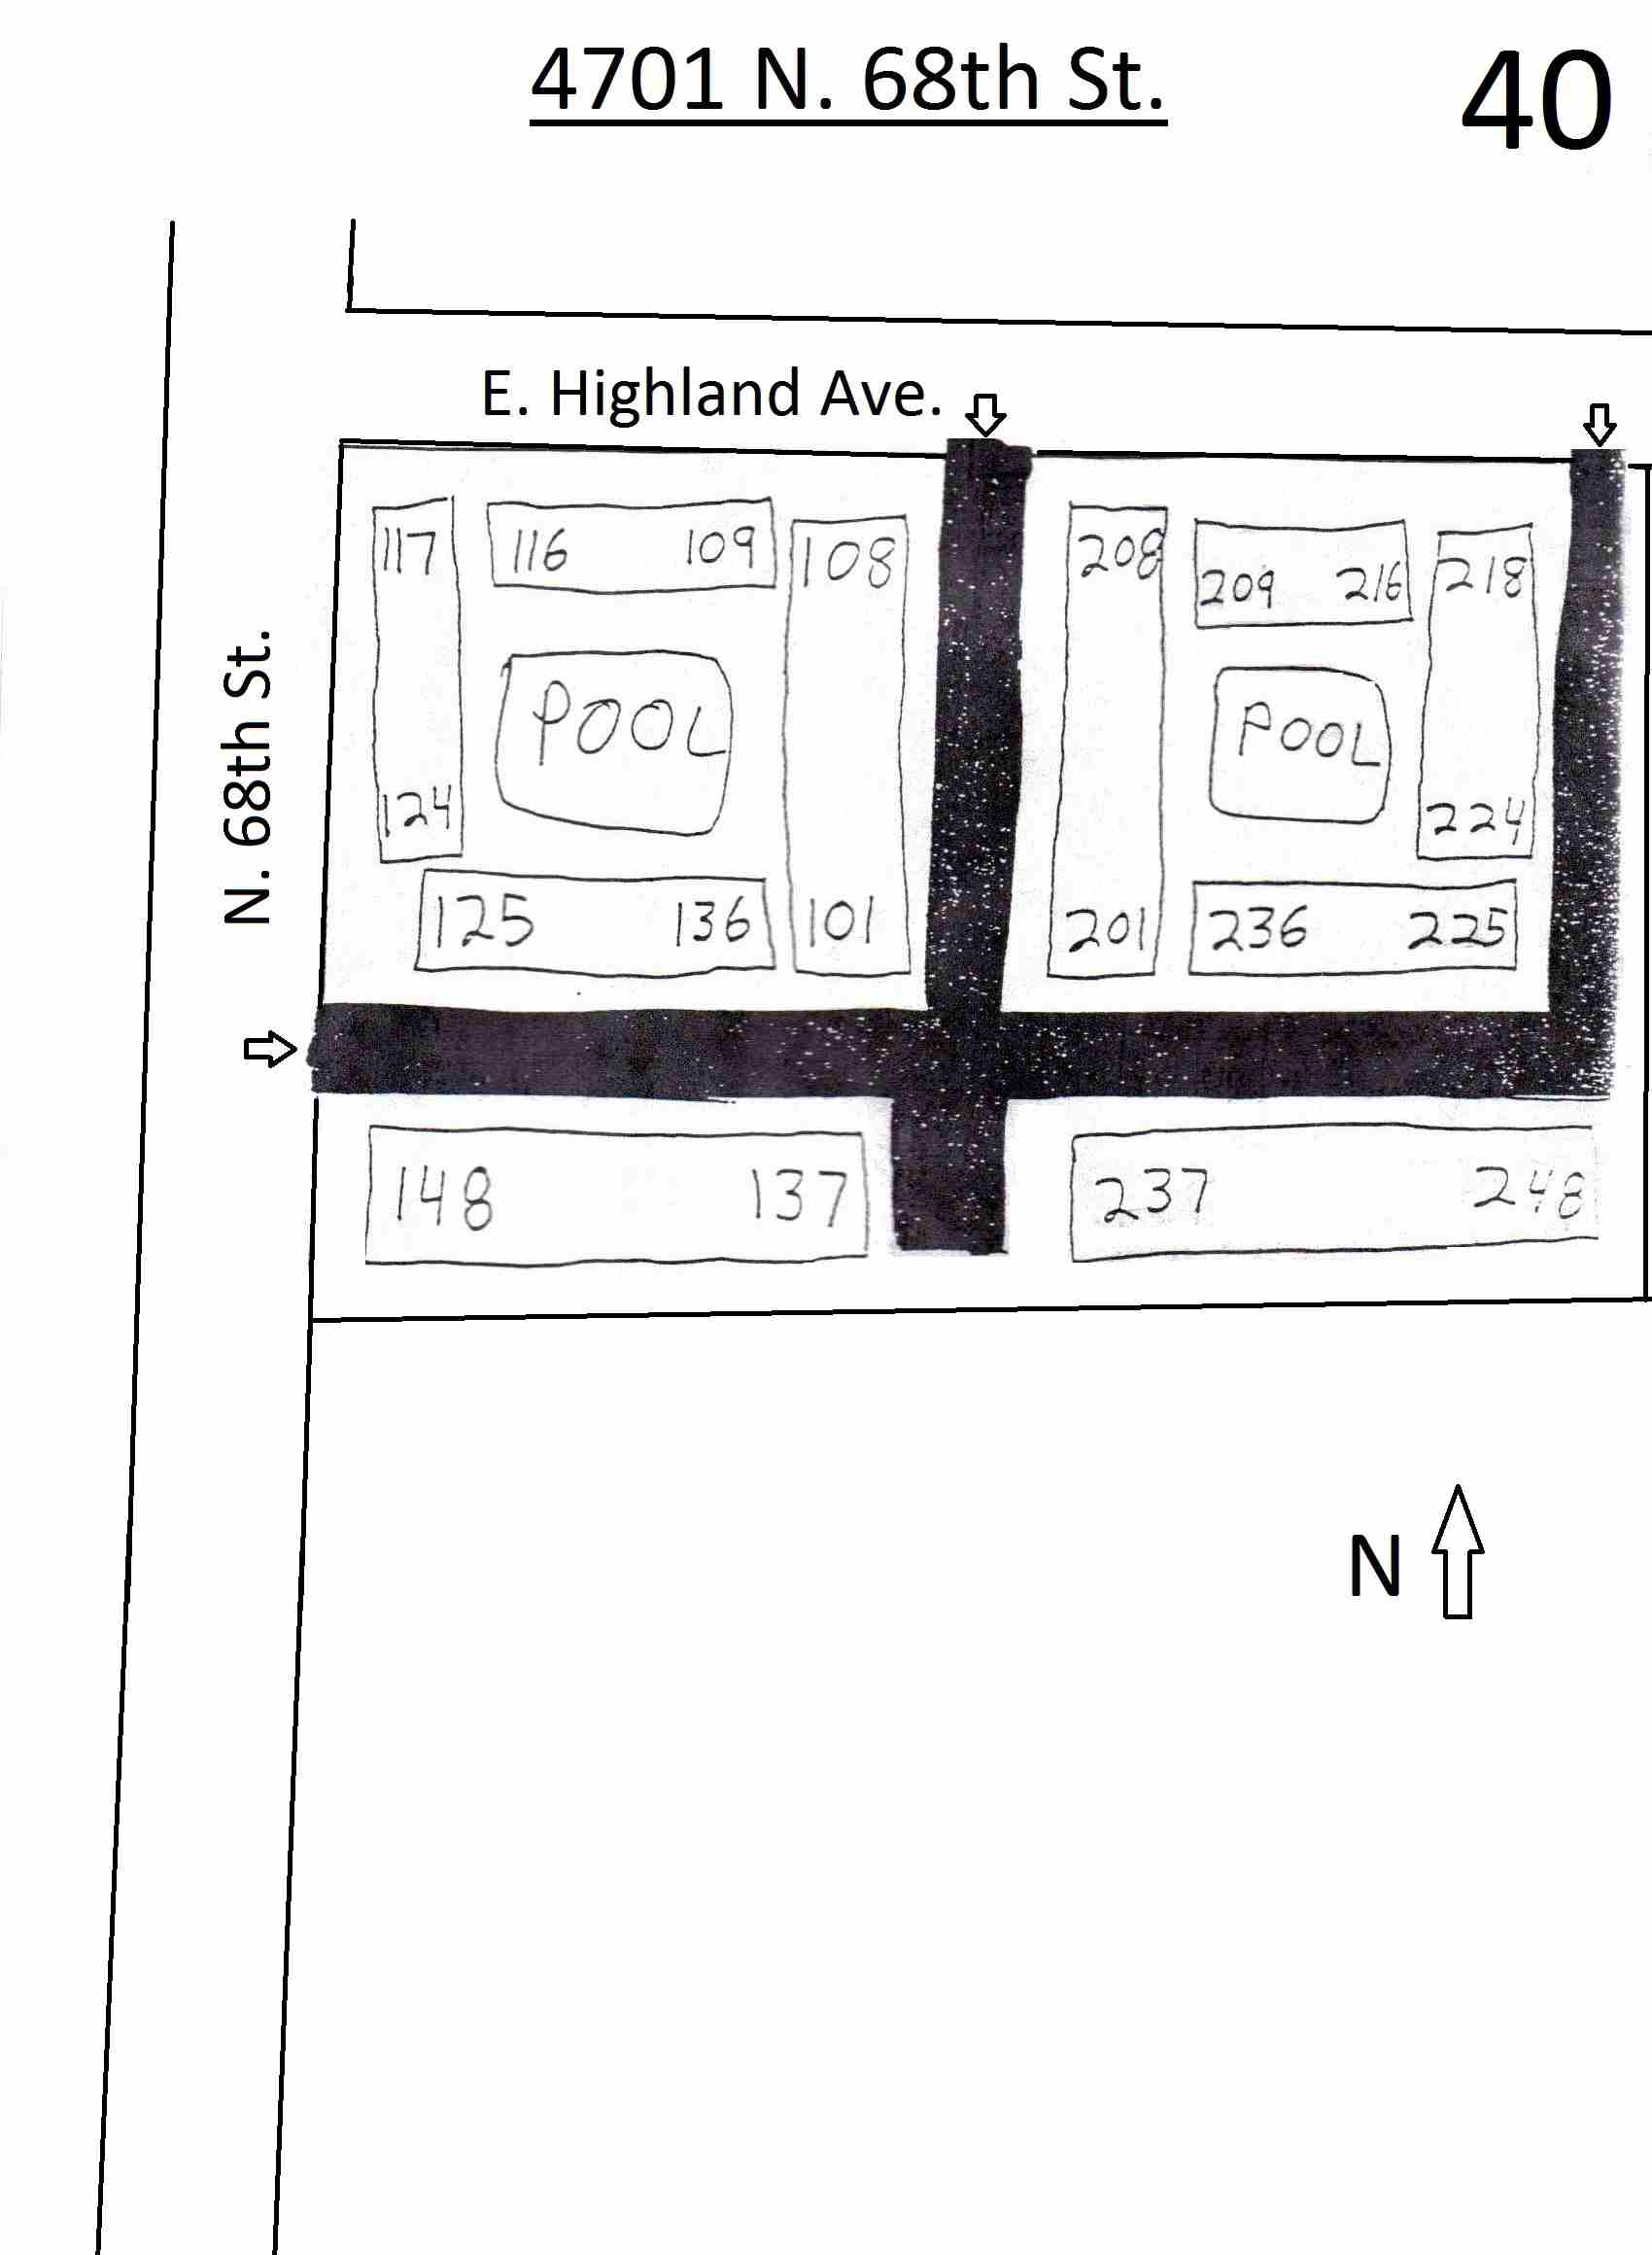 4701 N. 68th St.
40
E. Highland Ave.
N. 68th St.
117
116 109
108
124
POOL
125 136
101
208
209 216
218
POOL
224
201
236 225
148 137
237 248
N